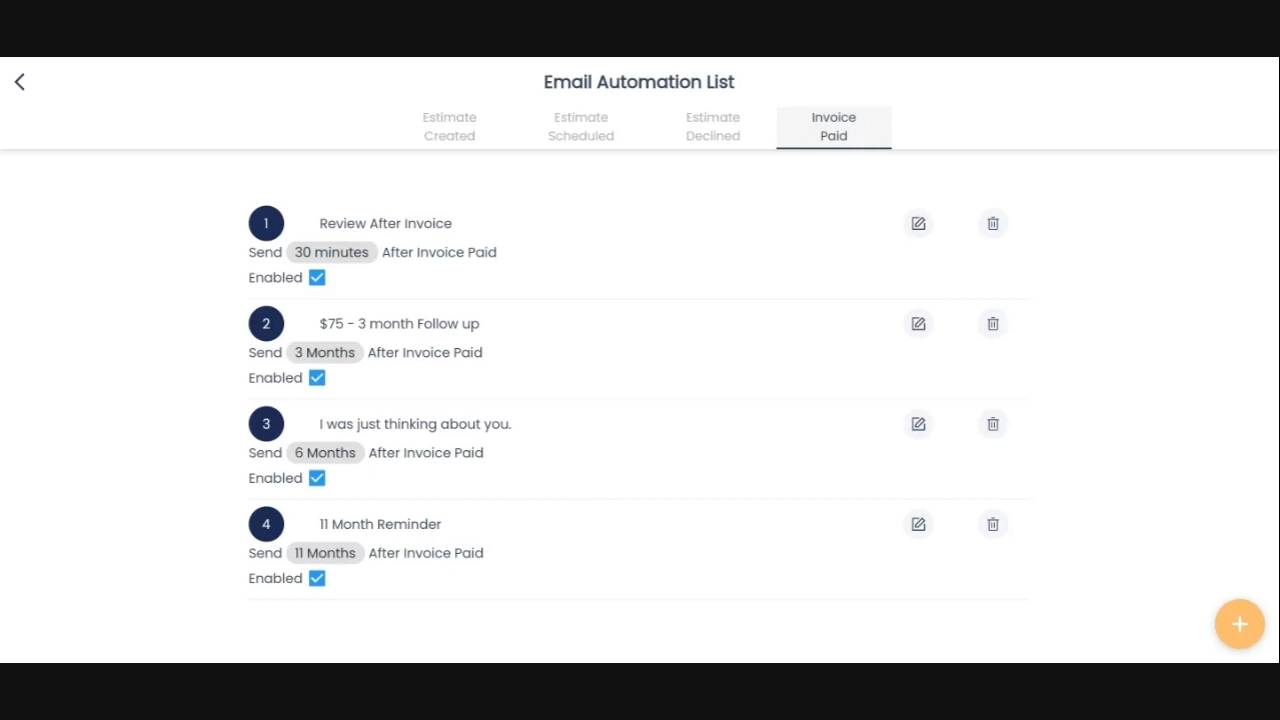 Email Automation List
Estimate
Created
Estimate
Scheduled
Estimate
Declined
Invoice
Paid
1 Review After Invoice
Send 30 minutes After Invoice Paid
Enabled
2 $75 - 3 month Follow up
Send 3 Months After Invoice Paid
Enabled
3 I was just thinking about you.
Send 6 Months After Invoice Paid
Enabled
4 11 Month Reminder
Send 11 Months After Invoice Paid
Enabled